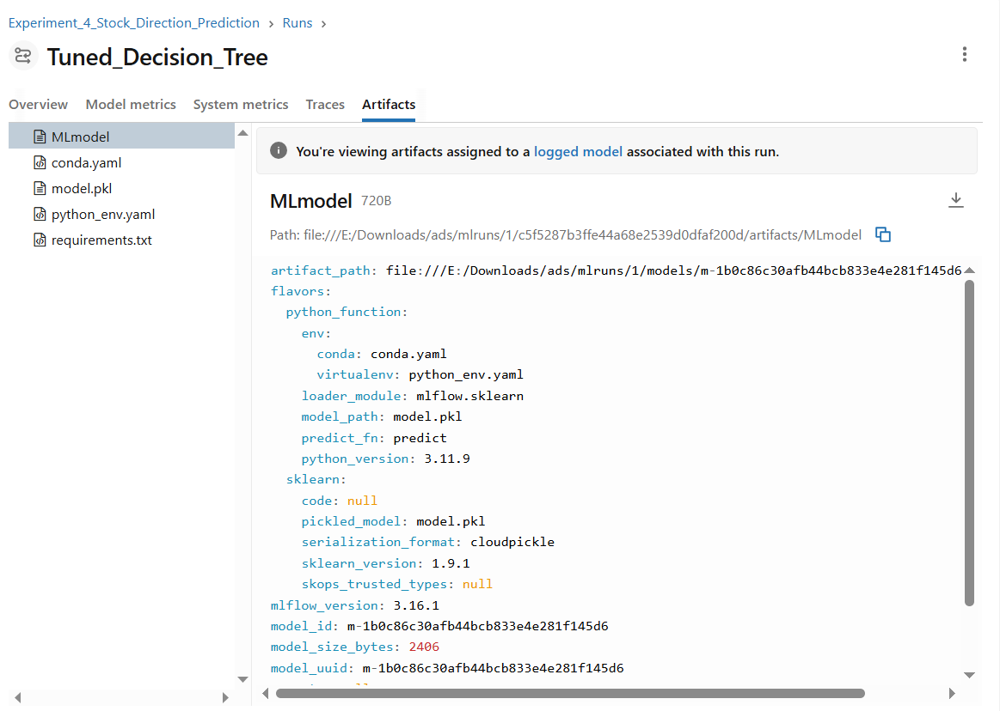 Experiment_4_Stock_Direction_Prediction › Runs ›
Tuned_Decision_Tree
Overview Model metrics System metrics Traces Artifacts
MLmodel
conda.yaml
model.pkl
python_env.yaml
requirements.txt
You're viewing artifacts assigned to a logged model associated with this run.
MLmodel 720B
Path: file:///E:/Downloads/ads/mlruns/1/c5f5287b3ffe44a68e2539d0dfaf200d/artifacts/MLmodel
artifact_path: file:///E:/Downloads/ads/mlruns/1/models/m-1b0c86c30afb44bcb833e4e281f145d6
flavors:
python_function:
env:
conda: conda.yaml
virtualenv: python_env.yaml
loader_module: mlflow.sklearn
model_path: model.pkl
predict_fn: predict
python_version: 3.11.9
sklearn:
code: null
pickled_model: model.pkl
serialization_format: cloudpickle
sklearn_version: 1.9.1
skops_trusted_types: null
mlflow_version: 3.16.1
model_id: m-1b0c86c30afb44bcb833e4e281f145d6
model_size_bytes: 2406
model_uuid: m-1b0c86c30afb44bcb833e4e281f145d6